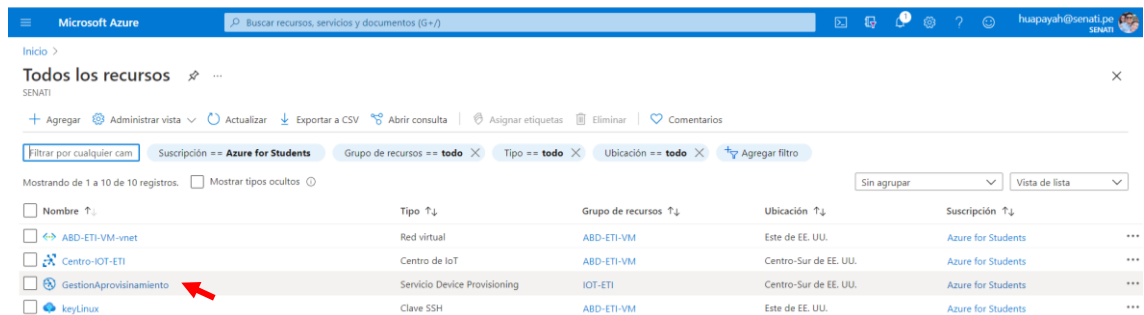 Microsoft Azure Buscar recursos, servicios y documentos (G+/) 1 huapayah@senati.pe
SENATI
Inicio >
Todos los recursos ...
SENATI
Agregar Administrar vista Actualizar Exportar a CSV Abrir consulta Asignar etiquetas Eliminar Comentarios
Filtrar por cualquier cam Suscripción == Azure for Students Grupo de recursos == todo Tipo == todo Ubicación == todo Agregar filtro
Mostrando de 1 a 10 de 10 registros. Mostrar tipos ocultos Sin agrupar Vista de lista
Nombre ↑↓ Tipo ↑↓ Grupo de recursos ↑↓ Ubicación ↑↓ Suscripción ↑↓
ABD-ETI-VM-vnet Red virtual ABD-ETI-VM Este de EE. UU. Azure for Students ...
Centro-IOT-ETI Centro de IoT ABD-ETI-VM Centro-Sur de EE. UU. Azure for Students ...
GestionAprovisinamiento Servicio Device Provisioning IOT-ETI Centro-Sur de EE. UU. Azure for Students ...
keyLinux Clave SSH ABD-ETI-VM Este de EE. UU. Azure for Students ...